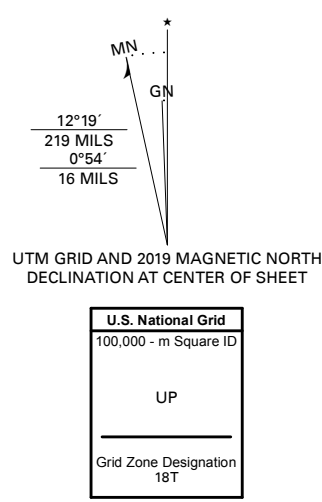 ★
MN
GN
12°19´
219 MILS
0°54´
16 MILS
UTM GRID AND 2019 MAGNETIC NORTH
DECLINATION AT CENTER OF SHEET
U.S. National Grid
100,000 - m Square ID
UP
Grid Zone Designation
18T